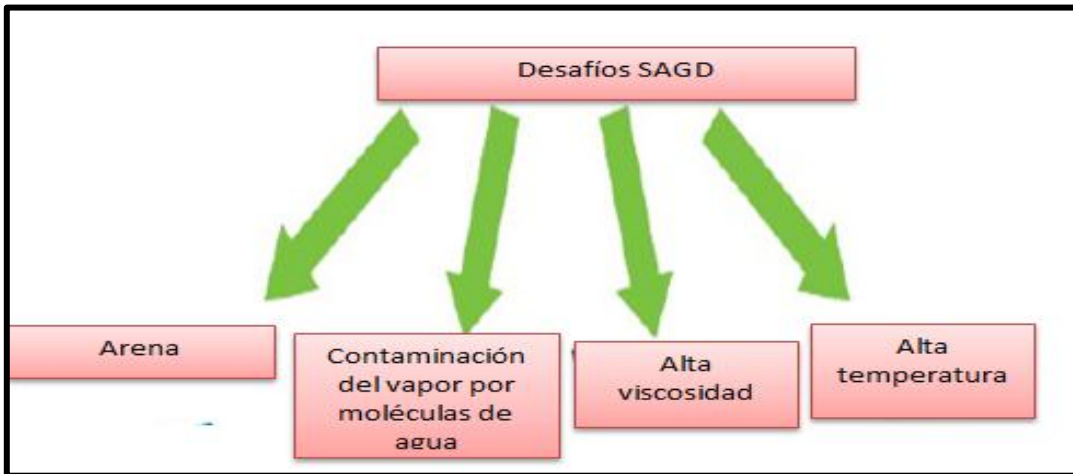 Desafíos SAGD
Arena
Contaminación
del vapor por
moléculas de
agua
Alta
viscosidad
Alta
temperatura